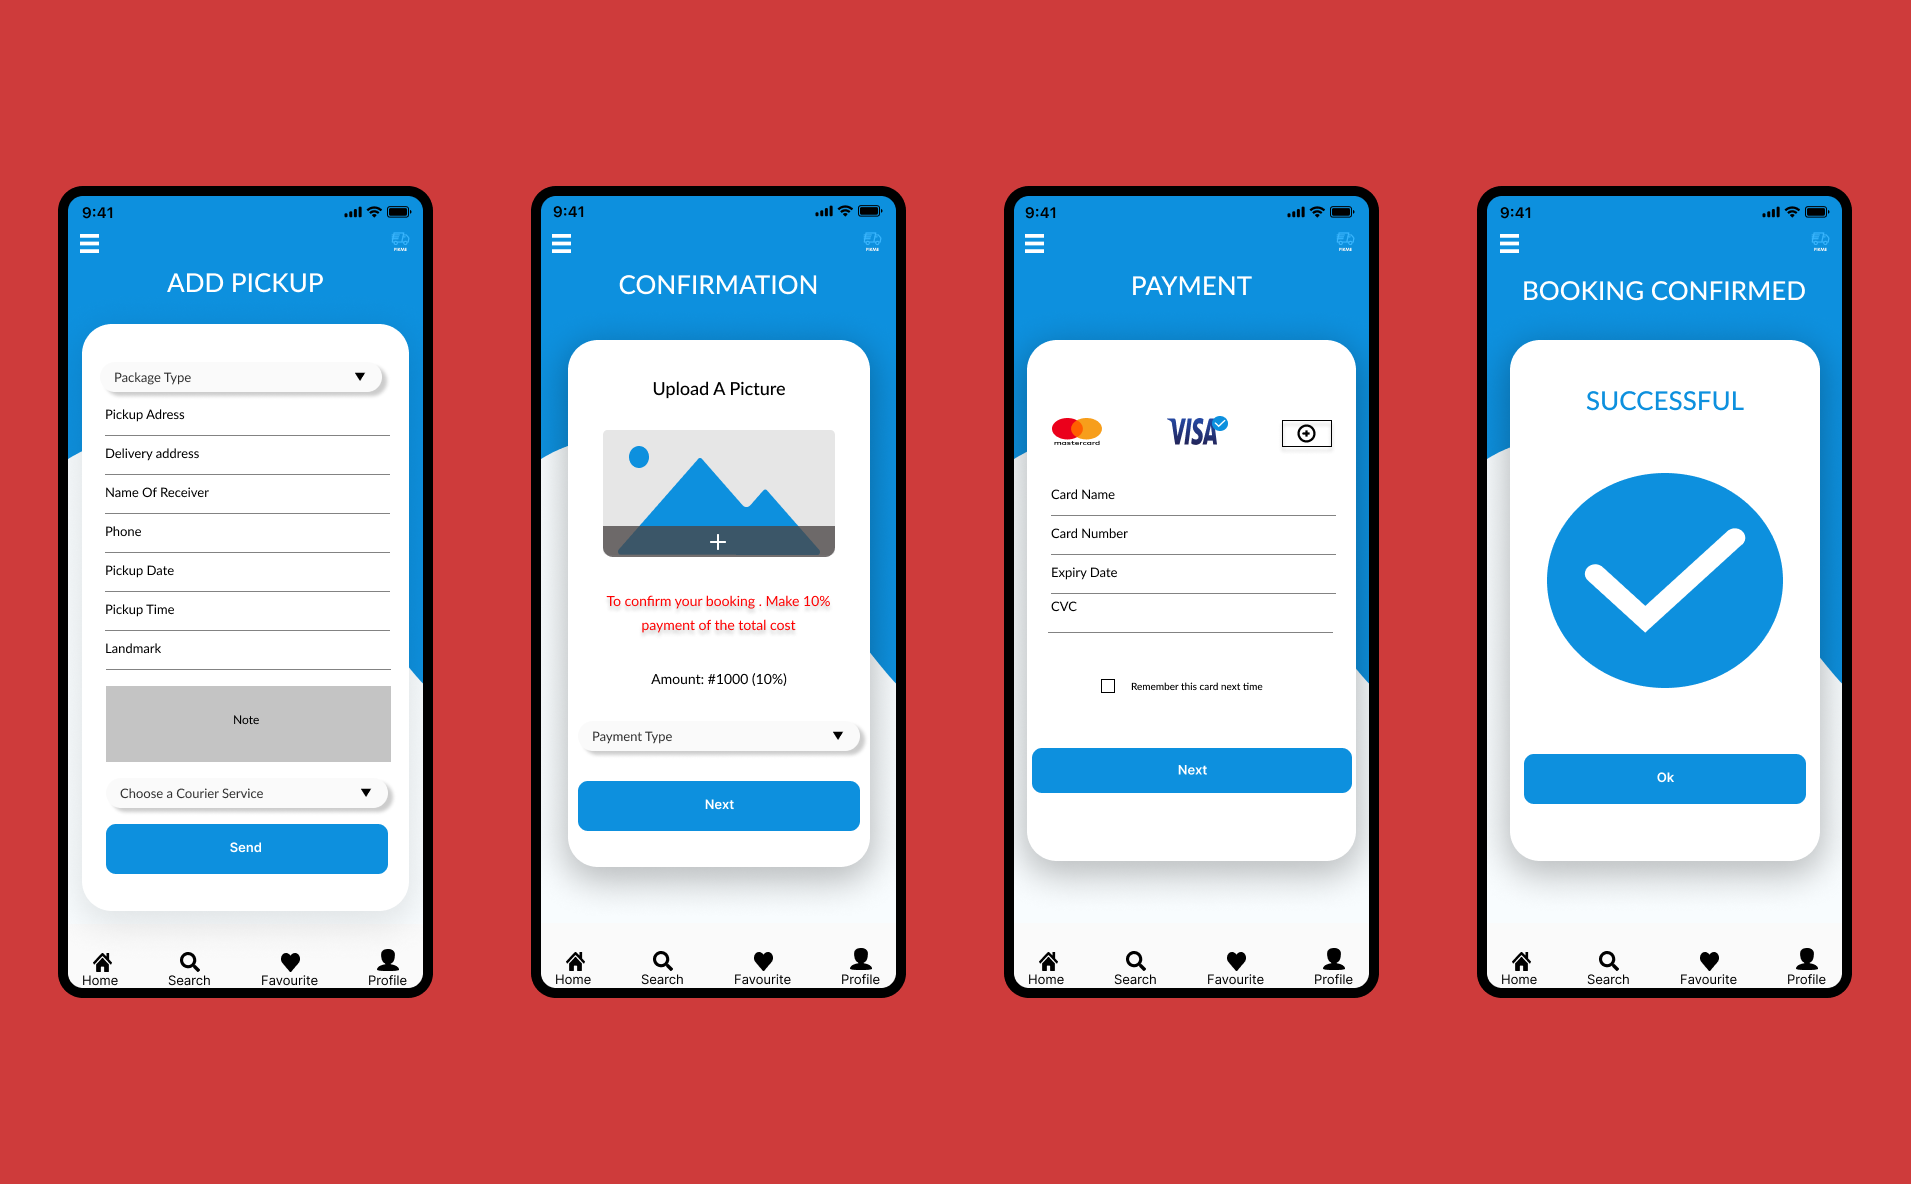 9:41
PIKME
ADD PICKUP
Package Type
Pickup Adress
Delivery address
Name Of Receiver
Phone
Pickup Date
Pickup Time
Landmark
Note
Choose a Courier Service
Send
Home Search Favourite Profile
9:41
PIKME
CONFIRMATION
Upload A Picture
To confirm your booking . Make 10%
payment of the total cost
Amount: #1000 (10%)
Payment Type
Next
Home Search Favourite Profile
9:41
PIKME
PAYMENT
mastercard VISA
Card Name
Card Number
Expiry Date
CVC
Remember this card next time
Next
Home Search Favourite Profile
9:41
PIKME
BOOKING CONFIRMED
SUCCESSFUL
Ok
Home Search Favourite Profile